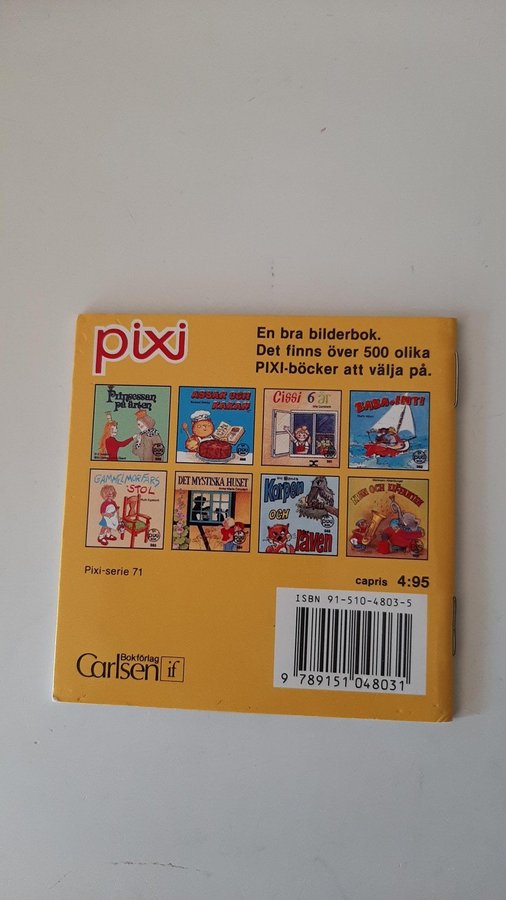 pixi
En bra bilderbok.
Det finns över 500 olika
PIXI-böcker att välja på.
Prinsessan
på ärten
KAKAN
Cissi 6 år
GAMMELMORFARS
STOL
DET MYSTISKA HUSET
Korpen
OCH
räven
Pixi-serie 71
capris 4:95
ISBN 91-510-4803-5
9 789151 048031
Bokförlag
Carlsen if